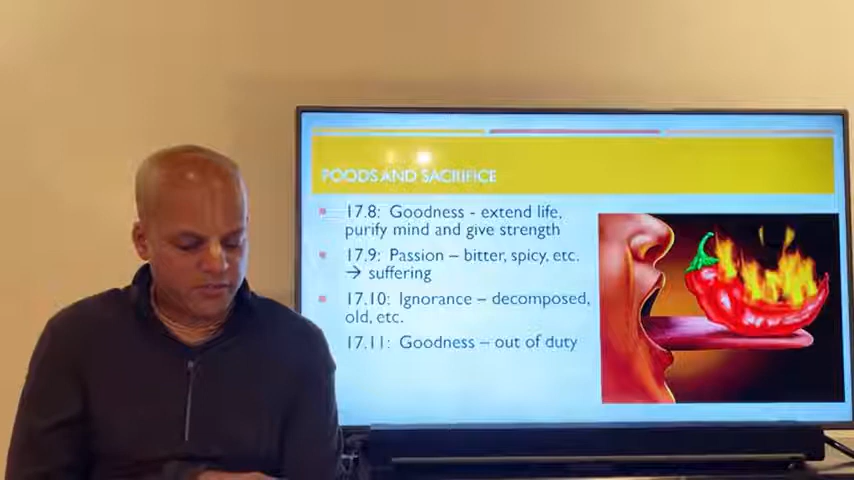 FOODS AND SACRIFICE
17.8: Goodness - extend life,
purify mind and give strength
17.9: Passion – bitter, spicy, etc.
→ suffering
17.10: Ignorance – decomposed,
old, etc.
17.11: Goodness – out of duty